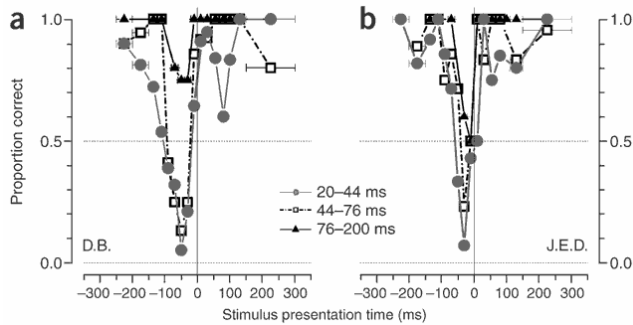 a
b
1.0
0.5
0.0
1.0
0.5
0.0
Proportion correct
D.B.
J.E.D.
20–44 ms
44–76 ms
76–200 ms
–300 –200 –100 0 100 200 300
–300 –200 –100 0 100 200 300
Stimulus presentation time (ms)